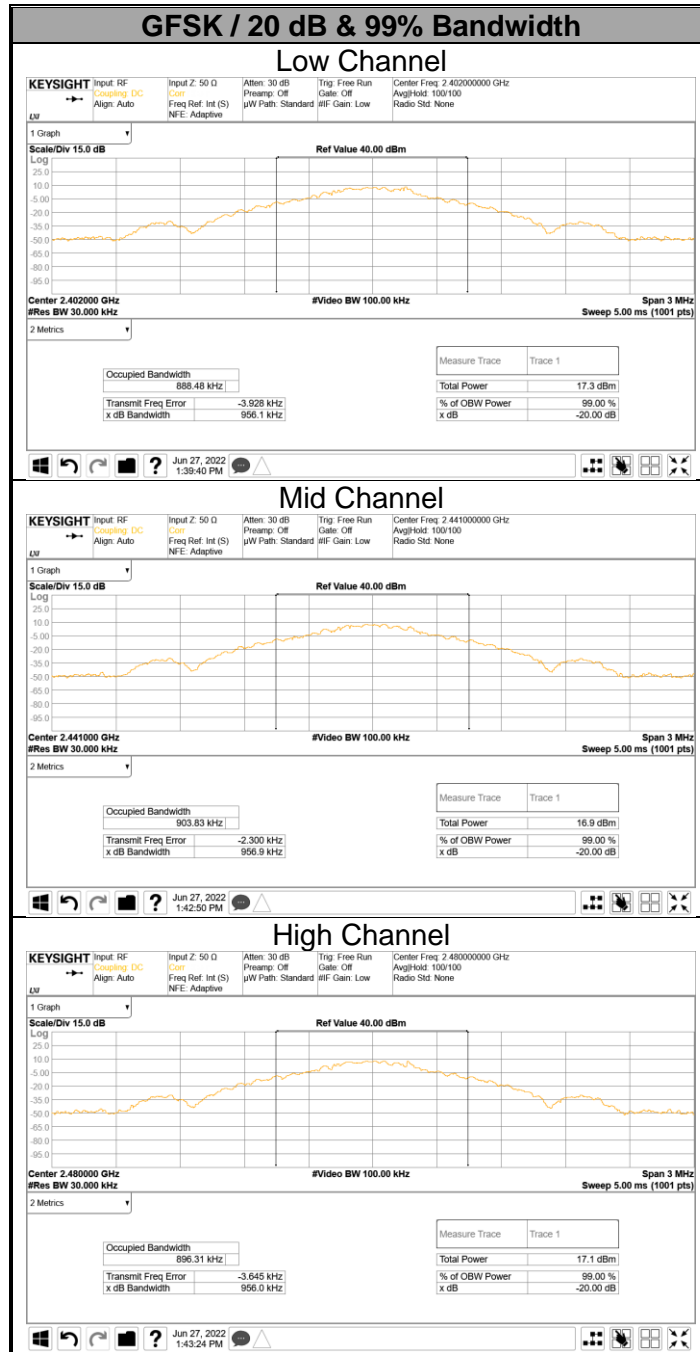 GFSK / 20 dB & 99% Bandwidth
Low Channel
KEYSIGHT Input: RF Input Z: 50 Ω Atten: 30 dB Trig: Free Run Center Freq: 2.402000000 GHz
Coupling: DC Corr Preamp: Off Gate: Off Avg|Hold: 100/100
Align: Auto Freq Ref: Int (S) µW Path: Standard #IF Gain: Low Radio Std: None
LXI NFE: Adaptive
1 Graph
Scale/Div 15.0 dB Ref Value 40.00 dBm
Log
25.0
10.0
-5.00
-20.0
-35.0
-50.0
-65.0
-80.0
-95.0
Center 2.402000 GHz #Video BW 100.00 kHz Span 3 MHz
#Res BW 30.000 kHz Sweep 5.00 ms (1001 pts)
2 Metrics
Measure Trace Trace 1
Occupied Bandwidth
888.48 kHz Total Power 17.3 dBm
Transmit Freq Error -3.928 kHz % of OBW Power 99.00 %
x dB Bandwidth 956.1 kHz x dB -20.00 dB
? Jun 27, 2022
1:39:40 PM
Mid Channel
KEYSIGHT Input: RF Input Z: 50 Ω Atten: 30 dB Trig: Free Run Center Freq: 2.441000000 GHz
Coupling: DC Corr Preamp: Off Gate: Off Avg|Hold: 100/100
Align: Auto Freq Ref: Int (S) µW Path: Standard #IF Gain: Low Radio Std: None
LXI NFE: Adaptive
1 Graph
Scale/Div 15.0 dB Ref Value 40.00 dBm
Log
25.0
10.0
-5.00
-20.0
-35.0
-50.0
-65.0
-80.0
-95.0
Center 2.441000 GHz #Video BW 100.00 kHz Span 3 MHz
#Res BW 30.000 kHz Sweep 5.00 ms (1001 pts)
2 Metrics
Measure Trace Trace 1
Occupied Bandwidth
903.83 kHz Total Power 16.9 dBm
Transmit Freq Error -2.300 kHz % of OBW Power 99.00 %
x dB Bandwidth 956.9 kHz x dB -20.00 dB
? Jun 27, 2022
1:42:50 PM
High Channel
KEYSIGHT Input: RF Input Z: 50 Ω Atten: 30 dB Trig: Free Run Center Freq: 2.480000000 GHz
Coupling: DC Corr Preamp: Off Gate: Off Avg|Hold: 100/100
Align: Auto Freq Ref: Int (S) µW Path: Standard #IF Gain: Low Radio Std: None
LXI NFE: Adaptive
1 Graph
Scale/Div 15.0 dB Ref Value 40.00 dBm
Log
25.0
10.0
-5.00
-20.0
-35.0
-50.0
-65.0
-80.0
-95.0
Center 2.480000 GHz #Video BW 100.00 kHz Span 3 MHz
#Res BW 30.000 kHz Sweep 5.00 ms (1001 pts)
2 Metrics
Measure Trace Trace 1
Occupied Bandwidth
896.31 kHz Total Power 17.1 dBm
Transmit Freq Error -3.645 kHz % of OBW Power 99.00 %
x dB Bandwidth 956.0 kHz x dB -20.00 dB
? Jun 27, 2022
1:43:24 PM